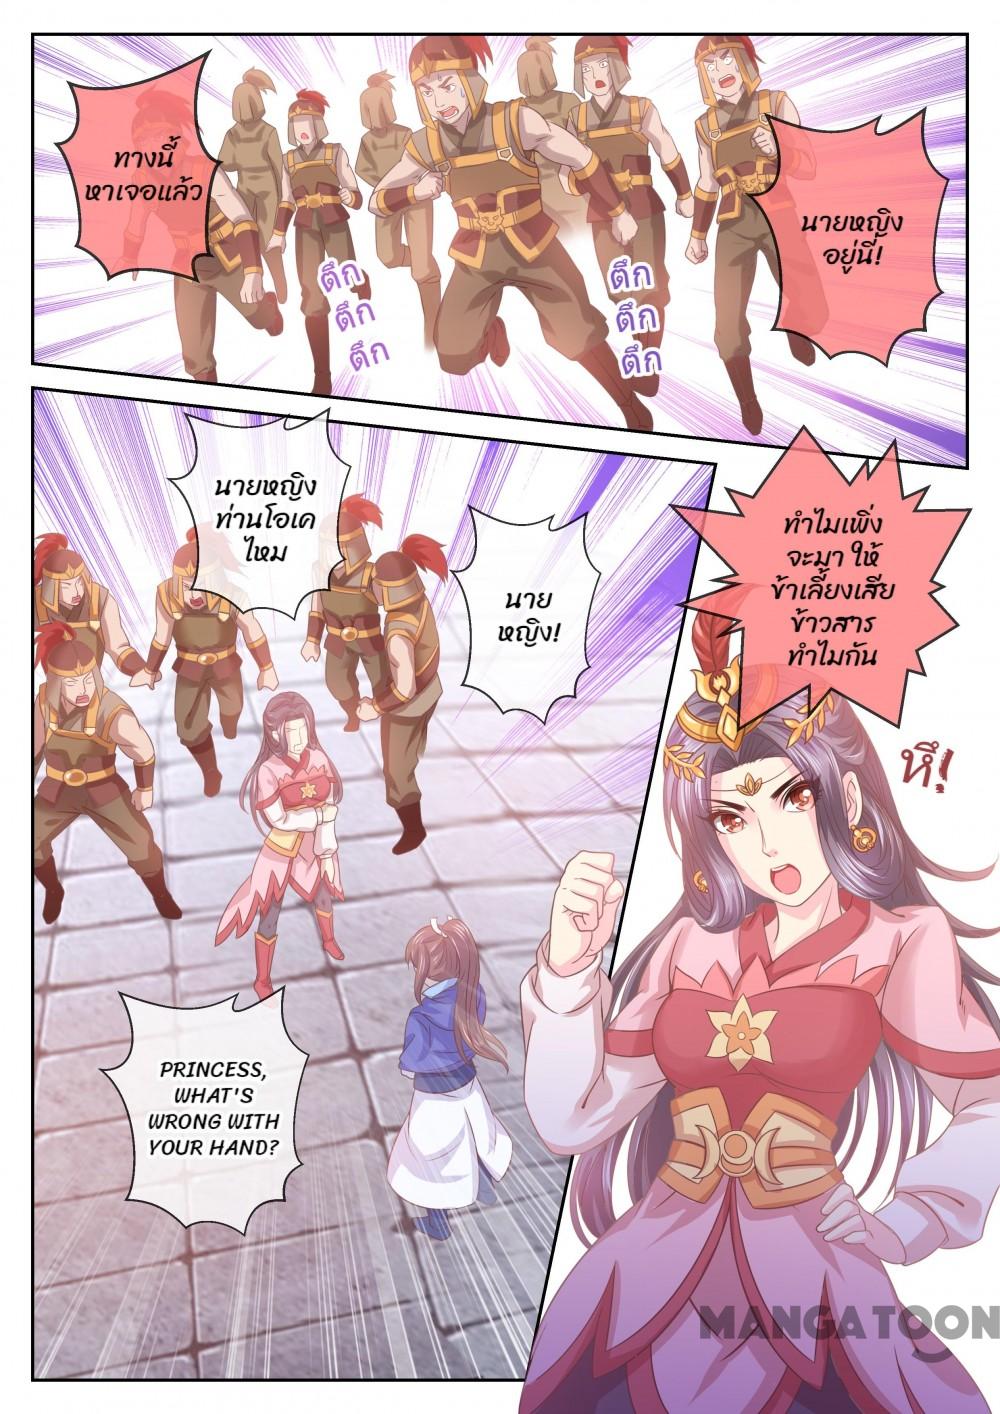 ทางนี้
หาเจอแล้ว
นายหญิง
อยู่นี่!
ตึก
ตึก
ตึก
ตึก
ตึก
ตึก
นายหญิง
ท่านโอเค
ไหม
นาย
หญิง!
ทำไมเพิ่ง
จะมา ให้
ข้าเลี้ยงเสีย
ข้าวสาร
ทำไมกัน
หึ!
PRINCESS,
WHAT'S
WRONG WITH
YOUR HAND?
MANGATOON